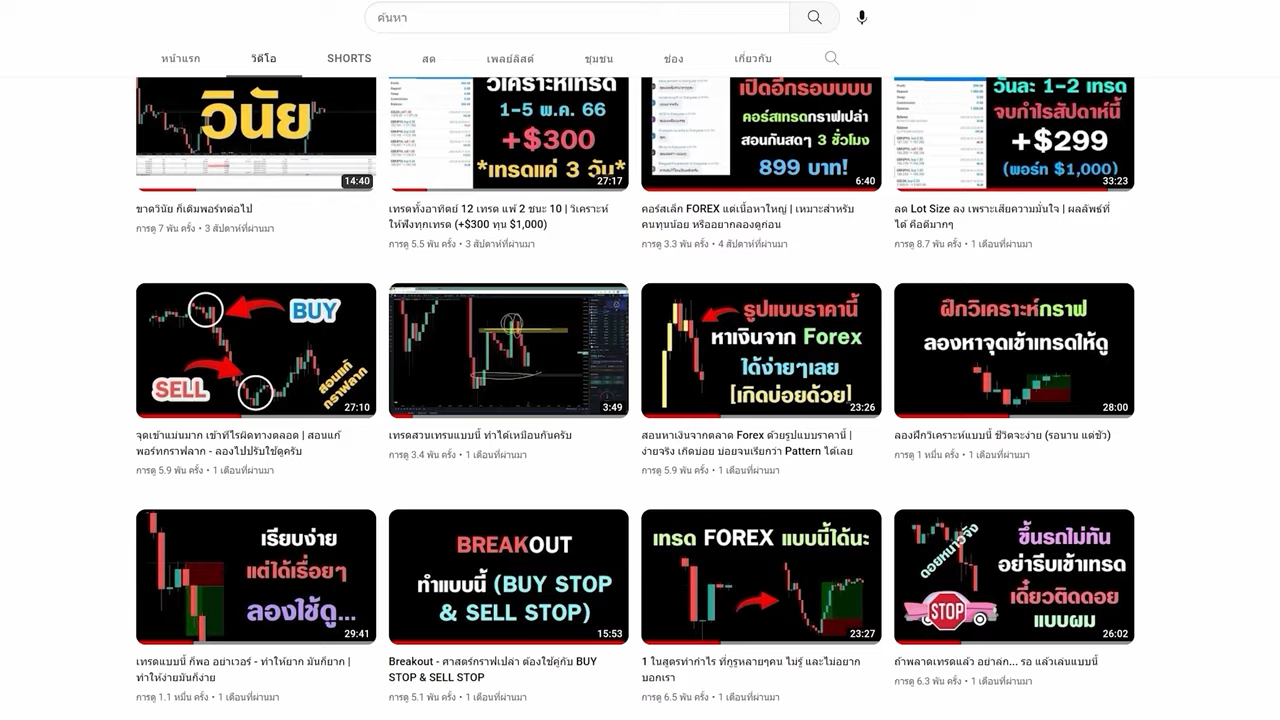 ค้นหา
หน้าแรก
วิดีโอ
SHORTS
สด
เพลย์ลิสต์
ชุมชน
ช่อง
เกี่ยวกับ
วินัย
14:40
วิเคราะห์เทรด
1-5 พ.ค. 66
+$300
*เทรดแค่ 3 วัน*
27:17
เปิดอีกรอบบบบ
คอร์สเทรดกราฟเปล่า
สอนกันสดๆ 3 ชั่วโมง
899 บาท!
6:40
วันละ 1-2 เทรด
จบกำไรสัปดาห์นี้
+$299
(พอร์ท $1,000)
33:23
ขาดวินัย ก็เติมพอร์ทต่อไป
การดู 7 พัน ครั้ง • 3 สัปดาห์ที่ผ่านมา
เทรดทั้งอาทิตย์ 12 เทรด แพ้ 2 ชนะ 10 | วิเคราะห์
ให้ฟังทุกเทรด (+$300 ทุน $1,000)
การดู 5.5 พัน ครั้ง • 3 สัปดาห์ที่ผ่านมา
คอร์สเล็ก FOREX แต่เนื้อหาใหญ่ | เหมาะสำหรับ
คนทุนน้อย หรืออยากลองดูก่อน
การดู 3.3 พัน ครั้ง • 4 สัปดาห์ที่ผ่านมา
ลด Lot Size ลง เพราะเสียความมั่นใจ | ผลลัพธ์ที่
ได้ คือดีมากๆ
การดู 8.7 พัน ครั้ง • 1 เดือนที่ผ่านมา
BUY
SELL
สอนแก้
กราฟลาก
27:10
3:49
รูปแบบราคานี้
หาเงินจาก Forex
ได้ง่ายๆเลย
[เกิดบ่อยด้วย]
23:26
ฝึกวิเคราะห์กราฟ
ลองหาจุดเข้าเทรดให้ดู
28:00
จุดเข้าแม่นมาก เข้าทีไรผิดทางตลอด | สอนแก้
พอร์ทกราฟลาก - ลองไปปรับใช้ดูครับ
การดู 5.9 พัน ครั้ง • 1 เดือนที่ผ่านมา
เทรดสวนเทรนแบบนี้ ทำได้เหมือนกันครับ
การดู 3.4 พัน ครั้ง • 1 เดือนที่ผ่านมา
สอนหาเงินจากตลาด Forex ด้วยรูปแบบราคานี้ |
ง่ายจริง เกิดบ่อย บ่อยจนเรียกว่า Pattern ได้เลย
การดู 5.9 พัน ครั้ง • 1 เดือนที่ผ่านมา
ลองฝึกวิเคราะห์แบบนี้ ชีวิตจะง่าย (รอนาน แต่ชัว)
การดู 1 หมื่น ครั้ง • 1 เดือนที่ผ่านมา
เรียบง่าย
แต่ได้เรื่อยๆ
ลองใช้ดู...
29:41
BREAKOUT
ทำแบบนี้ (BUY STOP
& SELL STOP)
15:53
เทรด FOREX แบบนี้ได้นะ
23:27
ดอยหนาวจัง
ขึ้นรถไม่ทัน
อย่ารีบเข้าเทรด
เดี๋ยวติดดอย
แบบผม
STOP
26:02
เทรดแบบนี้ ก็พอ อย่าเวอร์ - ทำให้ยาก มันก็ยาก |
ทำให้ง่ายมันก็ง่าย
การดู 1.1 หมื่น ครั้ง • 1 เดือนที่ผ่านมา
Breakout - ศาสตร์กราฟเปล่า ต้องใช้คู่กับ BUY
STOP & SELL STOP
การดู 5.1 พัน ครั้ง • 1 เดือนที่ผ่านมา
1 ในสูตรทำกำไร ที่กูรูหลายๆคน ไม่รู้ และไม่อยาก
บอกเรา
การดู 6.5 พัน ครั้ง • 1 เดือนที่ผ่านมา
ถ้าพลาดเทรดแล้ว อย่าลก... รอ แล้วเล่นแบบนี้
การดู 6.3 พัน ครั้ง • 1 เดือนที่ผ่านมา